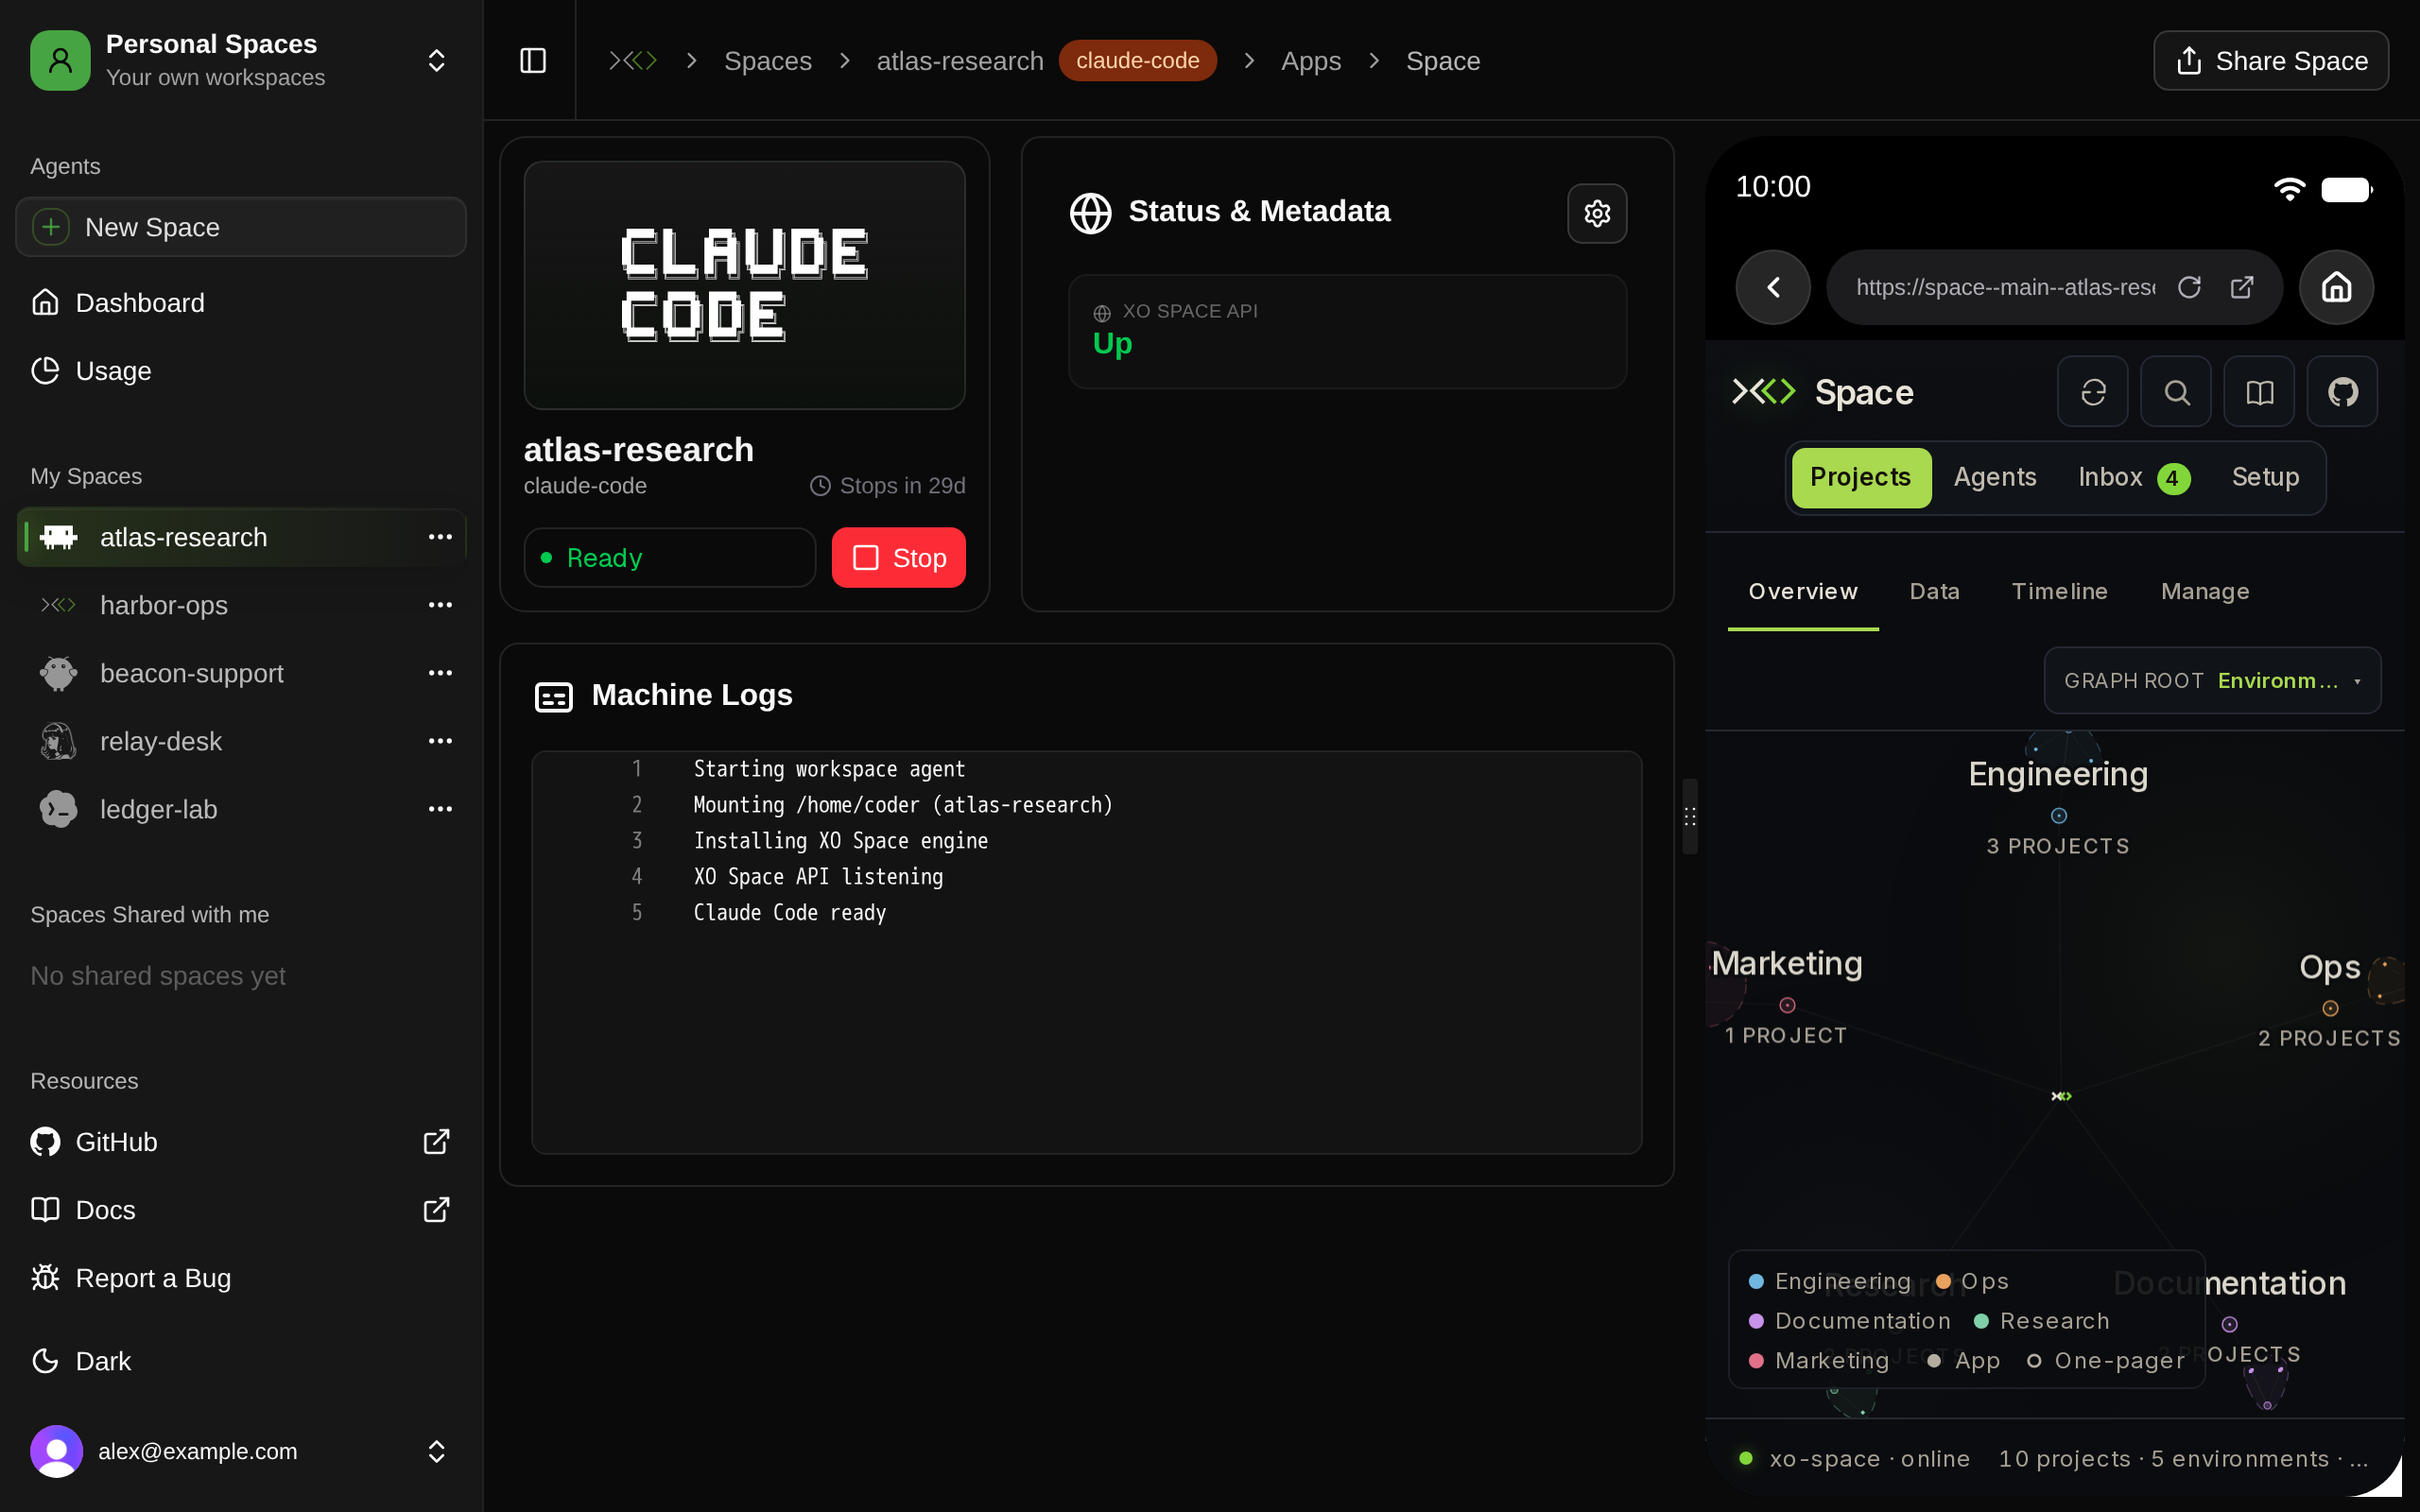 Personal Spaces
Your own workspaces
Agents
New Space
Dashboard
Usage
My Spaces
atlas-research
harbor-ops
beacon-support
relay-desk
ledger-lab
Spaces Shared with me
No shared spaces yet
Resources
GitHub
Docs
Report a Bug
Dark
alex@example.com
Spaces
atlas-research claude-code
Apps
Space
Share Space
CLAUDE
CODE
atlas-research
claude-code
Stops in 29d
Ready
Stop
Status & Metadata
XO SPACE API
Up
Machine Logs
1 Starting workspace agent
2 Mounting /home/coder (atlas-research)
3 Installing XO Space engine
4 XO Space API listening
5 Claude Code ready
10:00
https://space--main--atlas-rese
Space
Projects Agents Inbox 4 Setup
Overview Data Timeline Manage
GRAPH ROOT Environm...
Engineering
3 PROJECTS
Marketing
1 PROJECT
Ops
2 PROJECTS
Research
Documentation
2 PROJECTS
Engineering Ops
Documentation Research
Marketing App One-pager
xo-space · online 10 projects · 5 environments · ...